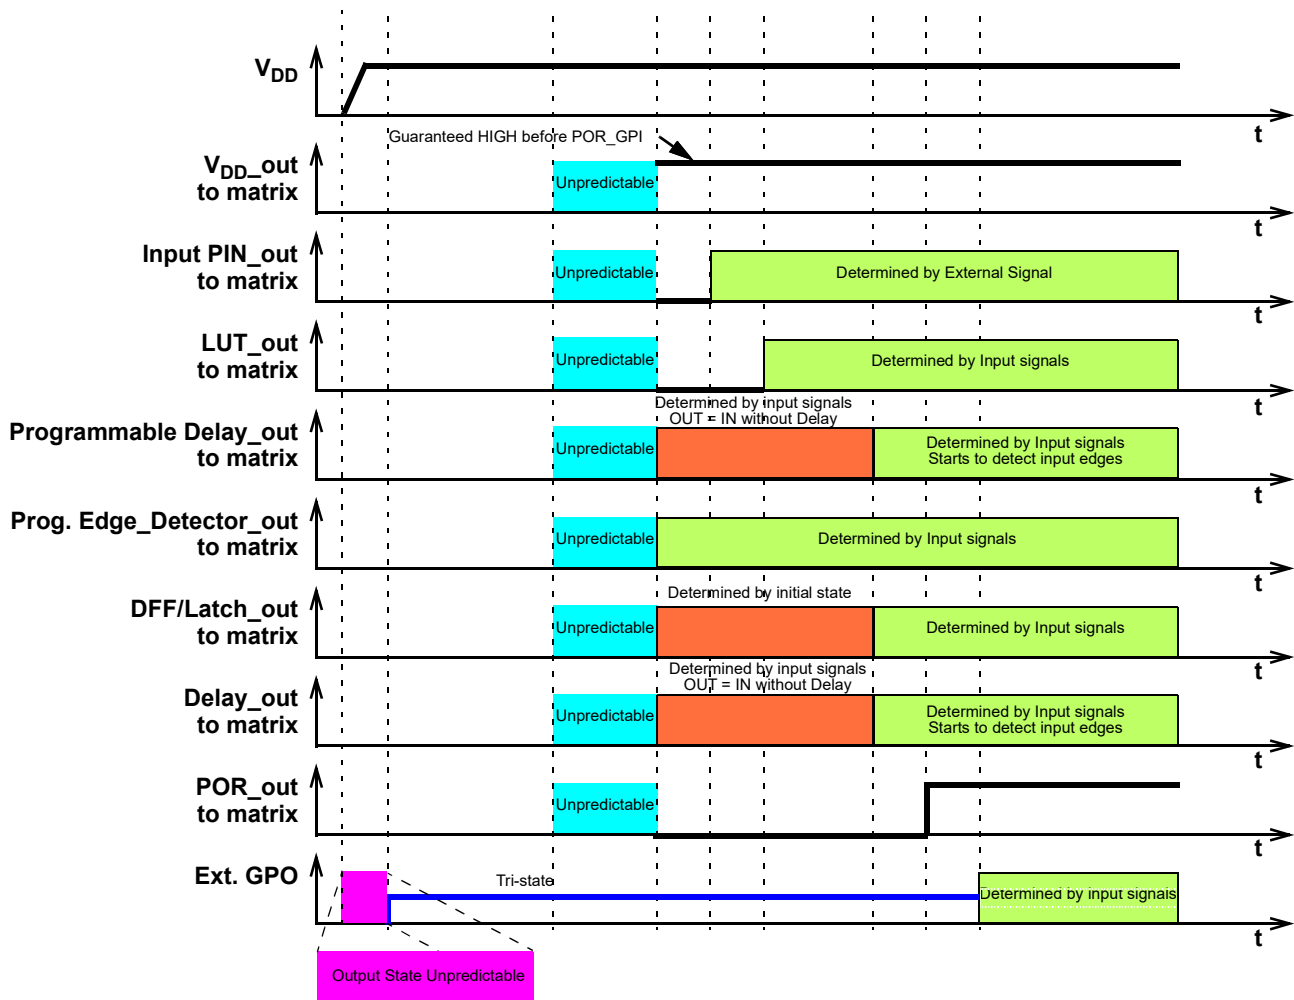 VDD
t
Guaranteed HIGH before POR_GPI
VDD_out
to matrix
Unpredictable
t
Input PIN_out
to matrix
Unpredictable
Determined by External Signal
t
LUT_out
to matrix
Unpredictable
Determined by Input signals
t
Determined by input signals
OUT = IN without Delay
Programmable Delay_out
to matrix
Unpredictable
Determined by Input signals
Starts to detect input edges
t
Prog. Edge_Detector_out
to matrix
Unpredictable
Determined by Input signals
t
Determined by initial state
DFF/Latch_out
to matrix
Unpredictable
Determined by Input signals
t
Determined by input signals
OUT = IN without Delay
Delay_out
to matrix
Unpredictable
Determined by Input signals
Starts to detect input edges
t
POR_out
to matrix
Unpredictable
t
Ext. GPO
Tri-state
Determined by input signals
t
Output State Unpredictable